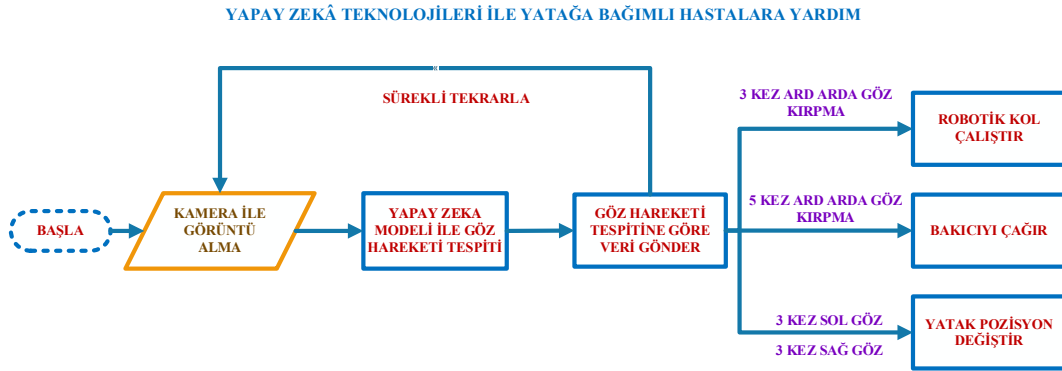 YAPAY ZEKÂ TEKNOLOJİLERİ İLE YATAĞA BAĞIMLI HASTALARA YARDIM
SÜREKLİ TEKRARLA
BAŞLA
KAMERA İLE
GÖRÜNTÜ
ALMA
YAPAY ZEKA
MODELİ İLE GÖZ
HAREKETİ TESPİTİ
GÖZ HAREKETİ
TESPİTİNE GÖRE
VERİ GÖNDER
3 KEZ ARD ARDA GÖZ
KIRPMA
ROBOTİK KOL
ÇALIŞTIR
5 KEZ ARD ARDA GÖZ
KIRPMA
BAKICIYI ÇAĞIR
3 KEZ SOL GÖZ
3 KEZ SAĞ GÖZ
YATAK POZİSYON
DEĞİŞTİR